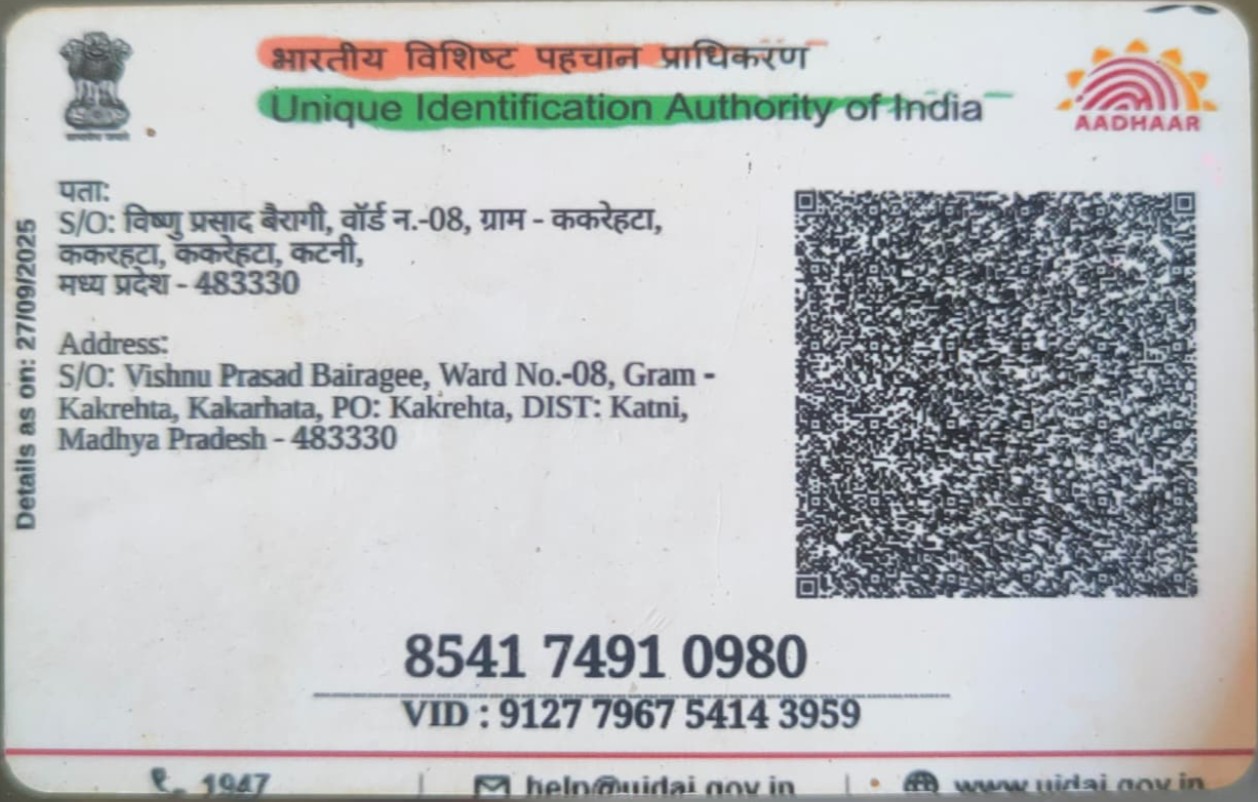 भारतीय विशिष्ट पहचान प्राधिकरण
Unique Identification Authority of India
AADHAAR
Details as on: 27/09/2025
पता:
S/O: विष्णु प्रसाद बैरागी, वॉर्ड न.-08, ग्राम - ककरेहटा,
ककरहटा, ककरेहटा, कटनी,
मध्य प्रदेश - 483330
Address:
S/O: Vishnu Prasad Bairagee, Ward No.-08, Gram -
Kakrehta, Kakarhata, PO: Kakrehta, DIST: Katni,
Madhya Pradesh - 483330
8541 7491 0980
VID : 9127 7967 5414 3959
1947 | help@uidai.gov.in | www.uidai.gov.in